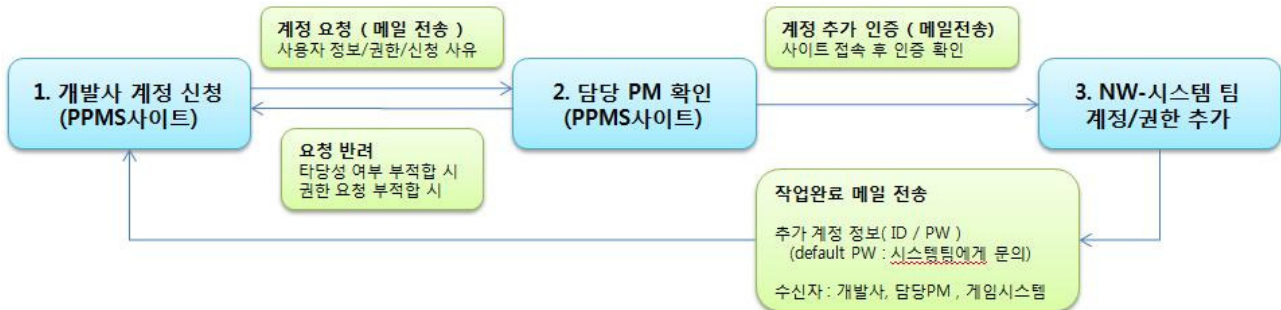 계정 요청 ( 메일 전송 )
사용자 정보/권한/신청 사유
계정 추가 인증 (메일전송)
사이트 접속 후 인증 확인
1. 개발사 계정 신청
(PPMS사이트)
2. 담당 PM 확인
(PPMS사이트)
3. NW-시스템 팀
계정/권한 추가
요청 반려
타당성 여부 부적합 시
권한 요청 부적합 시
작업완료 메일 전송
추가 계정 정보( ID / PW )
(default PW : 시스템팀에게 문의)
수신자 : 개발사, 담당PM , 게임시스템